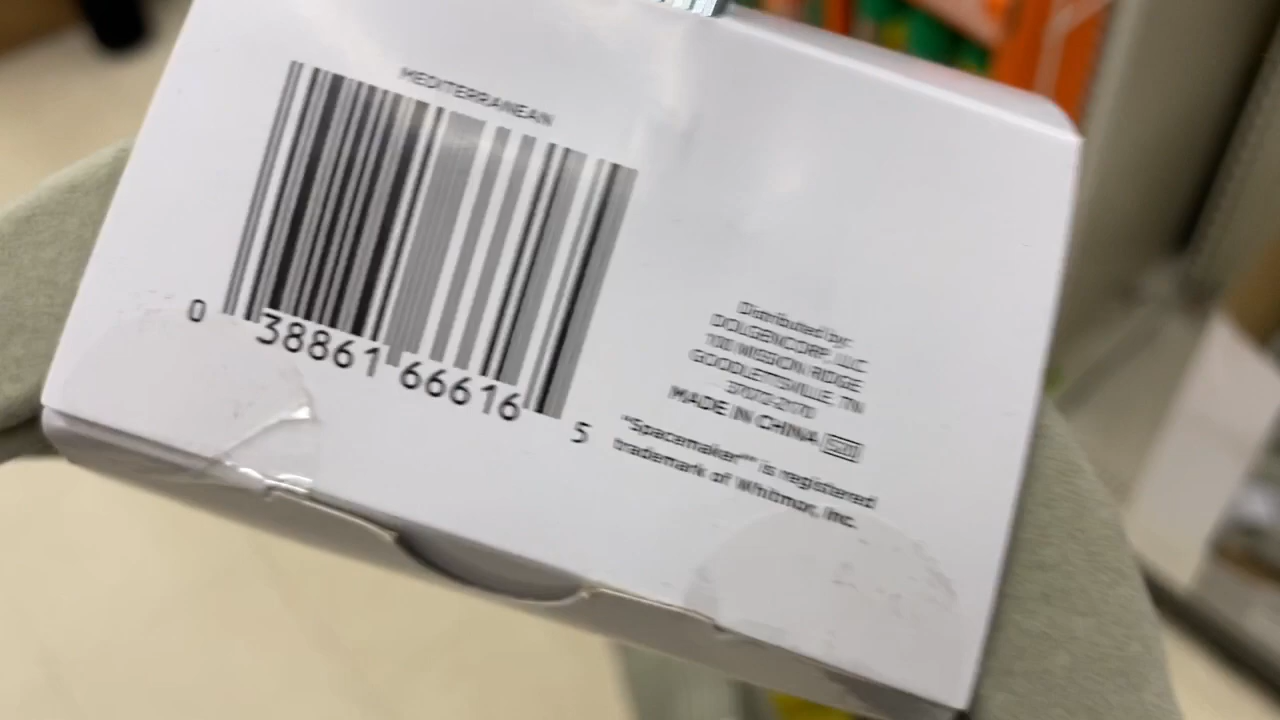 MEDITERRANEAN
0 38861 66616 5
Distributed by:
DOLGENCORP, LLC
100 MISSION RIDGE
GOODLETTSVILLE, TN
37072-2170
MADE IN CHINA
"Spacemaker"" is registered
trademark of Whitmor, Inc.